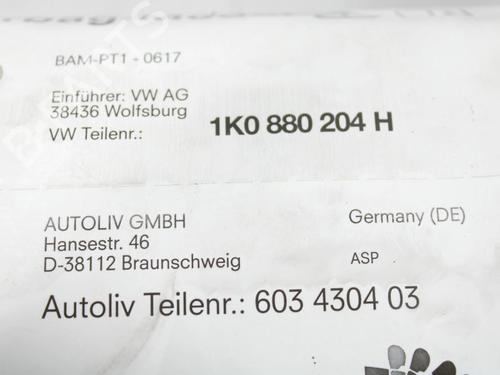 BAM-PT1 - 0617
Einführer: VW AG
38436 Wolfsburg
VW Teilenr.: 1K0 880 204 H
AUTOLIV GMBH Germany (DE)
Hansestr. 46
D-38112 Braunschweig ASP
Autoliv Teilenr.: 603 4304 03